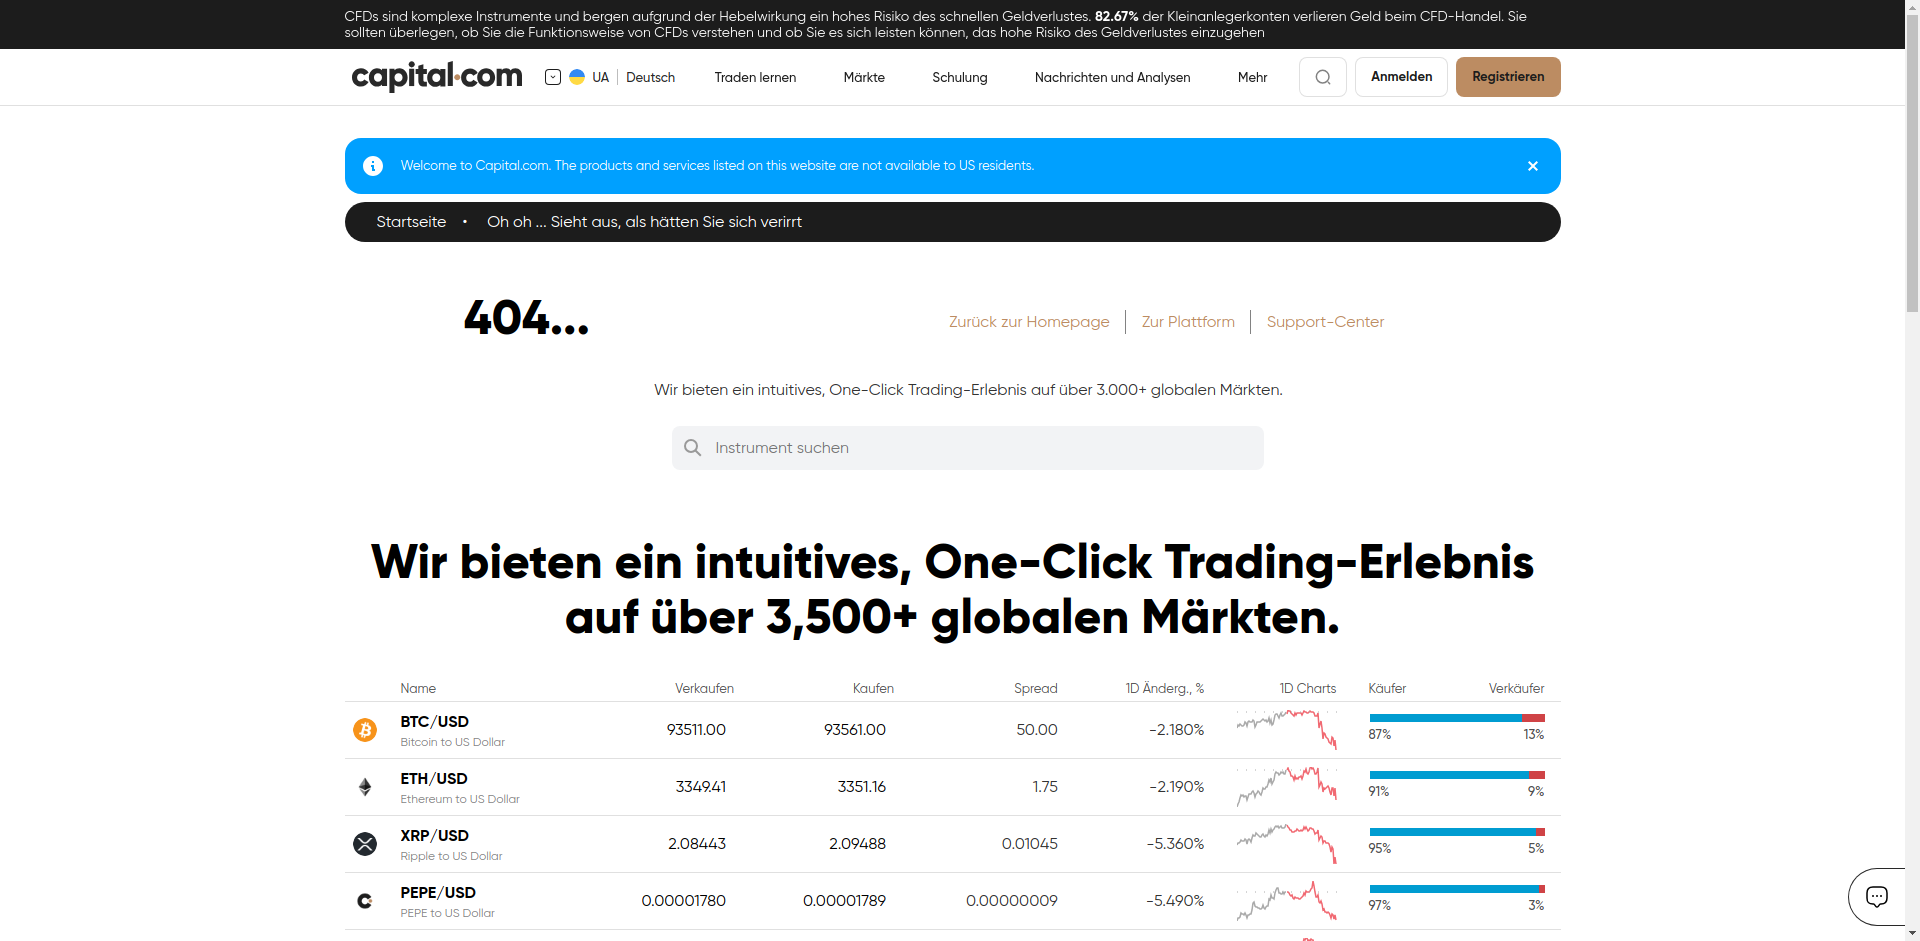 CFDs sind komplexe Instrumente und bergen aufgrund der Hebelwirkung ein hohes Risiko des schnellen Geldverlustes. 82.67% der Kleinanlegerkonten verlieren Geld beim CFD-Handel. Sie
sollten überlegen, ob Sie die Funktionsweise von CFDs verstehen und ob Sie es sich leisten können, das hohe Risiko des Geldverlustes einzugehen
capital.com UA Deutsch Traden lernen Märkte Schulung Nachrichten und Analysen Mehr Anmelden Registrieren
Welcome to Capital.com. The products and services listed on this website are not available to US residents.
Startseite • Oh oh ... Sieht aus, als hätten Sie sich verirrt
404...
Zurück zur Homepage Zur Plattform Support-Center
Wir bieten ein intuitives, One-Click Trading-Erlebnis auf über 3.000+ globalen Märkten.
Instrument suchen
Wir bieten ein intuitives, One-Click Trading-Erlebnis
auf über 3,500+ globalen Märkten.
Name Verkaufen Kaufen Spread 1D Änderg., % 1D Charts Käufer Verkäufer
BTC/USD 93511.00 93561.00 50.00 -2.180% 87% 13%
Bitcoin to US Dollar
ETH/USD 3349.41 3351.16 1.75 -2.190% 91% 9%
Ethereum to US Dollar
XRP/USD 2.08443 2.09488 0.01045 -5.360% 95% 5%
Ripple to US Dollar
PEPE/USD 0.00001780 0.00001789 0.00000009 -5.490% 97% 3%
PEPE to US Dollar